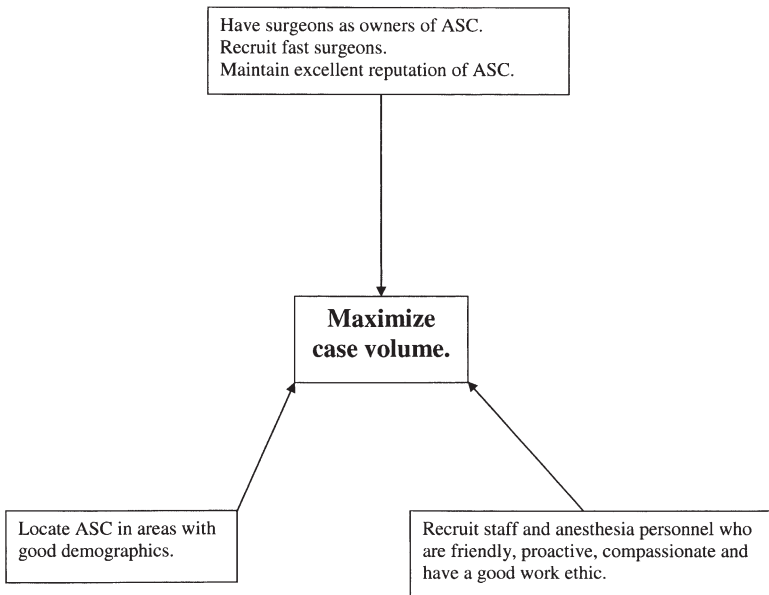 Have surgeons as owners of ASC.
Recruit fast surgeons.
Maintain excellent reputation of ASC.
Maximize
case volume.
Locate ASC in areas with
good demographics.
Recruit staff and anesthesia personnel who
are friendly, proactive, compassionate and
have a good work ethic.